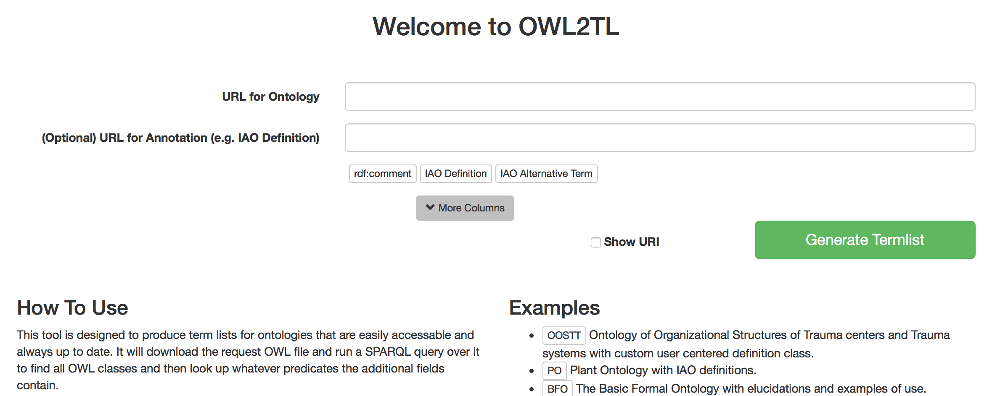 Welcome to OWL2TL
URL for Ontology
(Optional) URL for Annotation (e.g. IAO Definition)
rdf:comment IAO Definition IAO Alternative Term
More Columns
Show URI
Generate Termlist
How To Use
This tool is designed to produce term lists for ontologies that are easily accessable and
always up to date. It will download the request OWL file and run a SPARQL query over it
to find all OWL classes and then look up whatever predicates the additional fields
contain.
Examples
OOSTT Ontology of Organizational Structures of Trauma centers and Trauma
systems with custom user centered definition class.
PO Plant Ontology with IAO definitions.
BFO The Basic Formal Ontology with elucidations and examples of use.